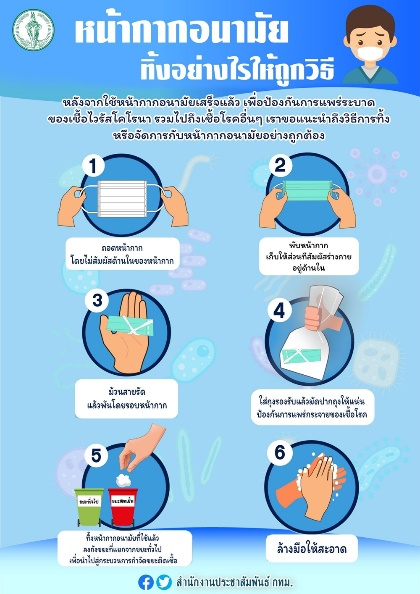 หน้ากากอนามัย
ทิ้งอย่างไรให้ถูกวิธี
หลังจากใช้หน้ากากอนามัยเสร็จแล้ว เพื่อป้องกันการแพร่ระบาด
ของเชื้อไวรัสโคโรนา รวมไปถึงเชื้อโรคอื่นๆ เราขอแนะนำถึงวิธีการทิ้ง
หรือจัดการกับหน้ากากอนามัยอย่างถูกต้อง
1
ถอดหน้ากาก
โดยไม่สัมผัสด้านในของหน้ากาก
2
พับหน้ากาก
เก็บให้ส่วนที่สัมผัสร่างกาย
อยู่ด้านใน
3
ม้วนสายรัด
แล้วพันโดยรอบหน้ากาก
4
ใส่ถุงรองรับแล้วมัดปากถุงให้แน่น
ป้องกันการแพร่กระจายของเชื้อโรค
5
ทิ้งหน้ากากอนามัยที่ใช้แล้ว
ลงถังขยะที่แยกจากขยะทั่วไป
เพื่อนำไปสู่กระบวนการกำจัดขยะติดเชื้อ
6
ล้างมือให้สะอาด
สำนักงานประชาสัมพันธ์ กทม.